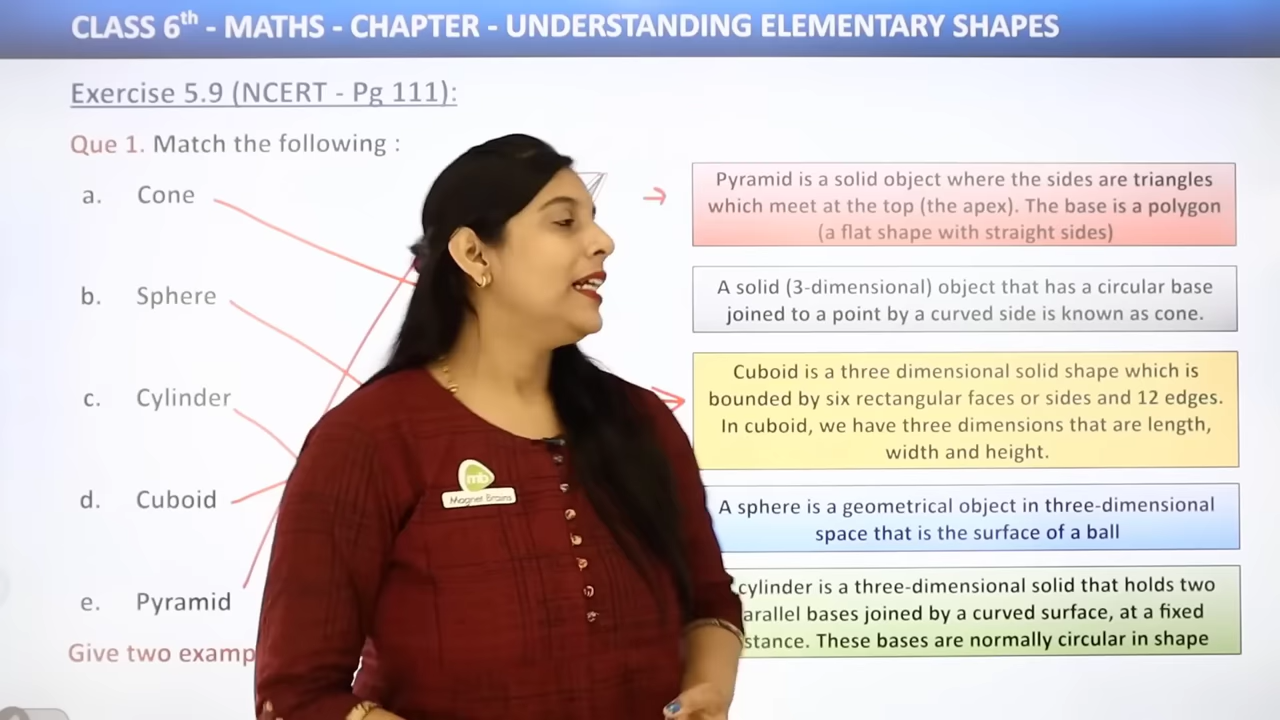 CLASS 6th - MATHS - CHAPTER - UNDERSTANDING ELEMENTARY SHAPES
Exercise 5.9 (NCERT - Pg 111):
Que 1. Match the following :
a. Cone
b. Sphere
c. Cylinder
d. Cuboid
e. Pyramid
Give two examp
Pyramid is a solid object where the sides are triangles
which meet at the top (the apex). The base is a polygon
(a flat shape with straight sides)
A solid (3-dimensional) object that has a circular base
joined to a point by a curved side is known as cone.
Cuboid is a three dimensional solid shape which is
bounded by six rectangular faces or sides and 12 edges.
In cuboid, we have three dimensions that are length,
width and height.
A sphere is a geometrical object in three-dimensional
space that is the surface of a ball
cylinder is a three-dimensional solid that holds two
arallel bases joined by a curved surface, at a fixed
stance. These bases are normally circular in shape
mb
Magnet Brains